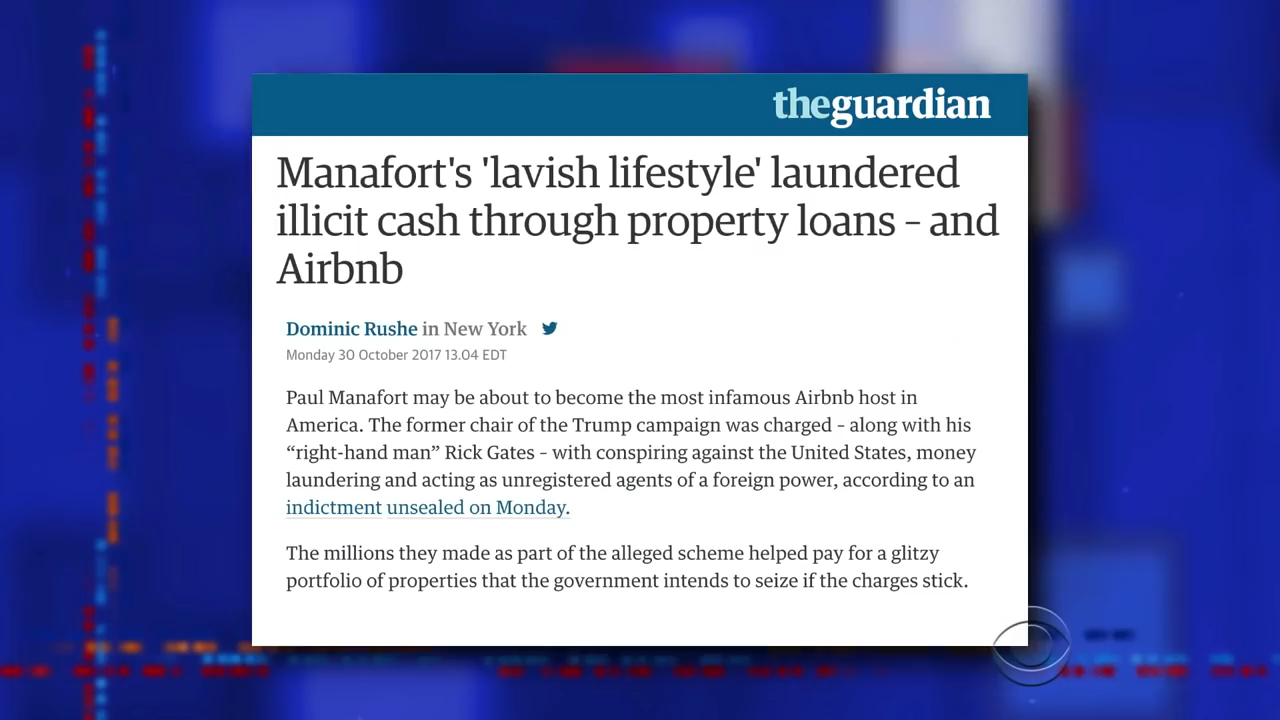 theguardian
Manafort's 'lavish lifestyle' laundered
illicit cash through property loans – and
Airbnb
Dominic Rushe in New York
Monday 30 October 2017 13.04 EDT
Paul Manafort may be about to become the most infamous Airbnb host in
America. The former chair of the Trump campaign was charged – along with his
“right-hand man” Rick Gates – with conspiring against the United States, money
laundering and acting as unregistered agents of a foreign power, according to an
indictment unsealed on Monday.
The millions they made as part of the alleged scheme helped pay for a glitzy
portfolio of properties that the government intends to seize if the charges stick.